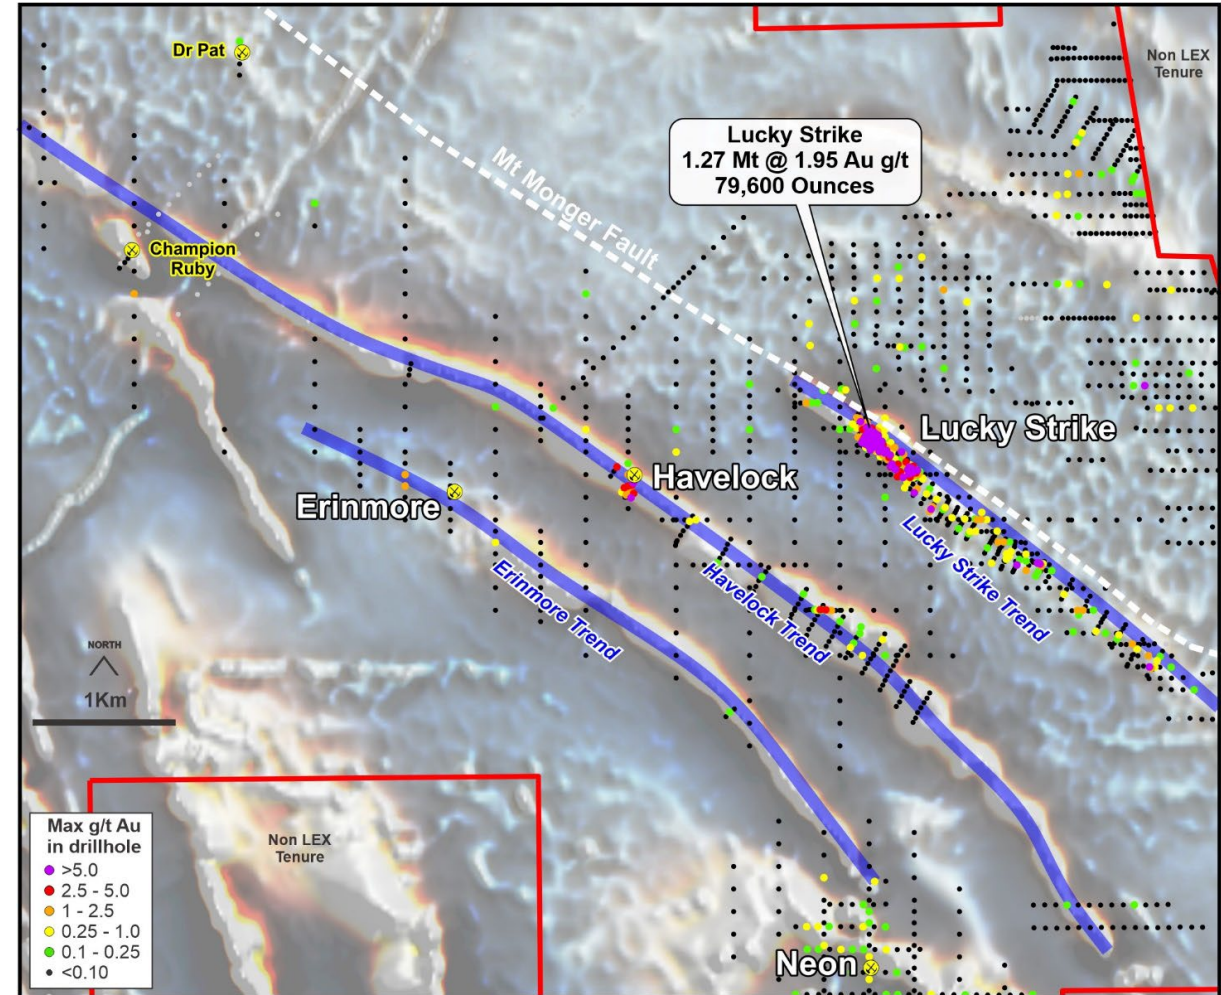 Dr Pat
Non LEX
Tenure
Lucky Strike
1.27 Mt @ 1.95 Au g/t
79,600 Ounces
Mt Monger Fault
Champion
Ruby
Lucky Strike
Havelock
Erinmore
Lucky Strike Trend
Havelock Trend
Erinmore Trend
NORTH
1Km
Non LEX
Tenure
Max g/t Au
in drillhole
>5.0
2.5 - 5.0
1 - 2.5
0.25 - 1.0
0.1 - 0.25
<0.10
Neon